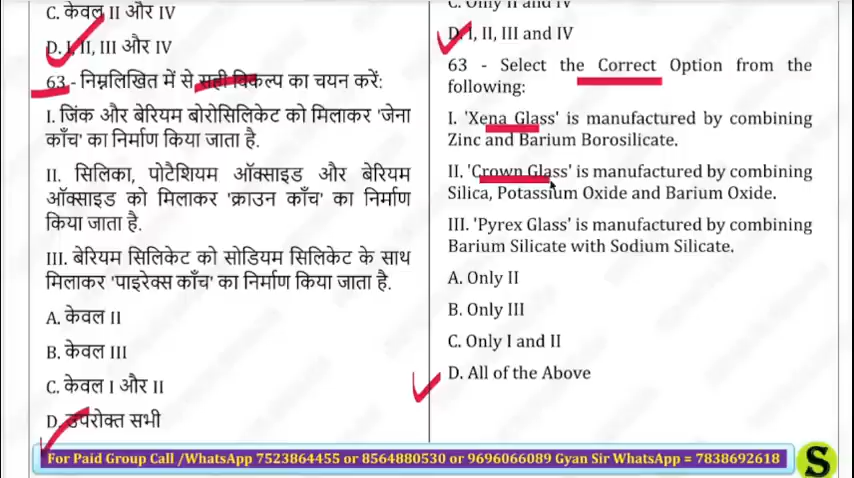 C. केवल II और IV
D. I, II, III और IV
63 - निम्नलिखित में से सही विकल्प का चयन करें:
I. जिंक और बेरियम बोरोसिलिकेट को मिलाकर 'जेना
काँच' का निर्माण किया जाता है.
II. सिलिका, पोटैशियम ऑक्साइड और बेरियम
ऑक्साइड को मिलाकर 'क्राउन काँच' का निर्माण
किया जाता है.
III. बेरियम सिलिकेट को सोडियम सिलिकेट के साथ
मिलाकर 'पाइरेक्स काँच' का निर्माण किया जाता है.
A. केवल II
B. केवल III
C. केवल I और II
D. उपरोक्त सभी
C. Only II and IV
D. I, II, III and IV
63 - Select the Correct Option from the
following:
I. 'Xena Glass' is manufactured by combining
Zinc and Barium Borosilicate.
II. 'Crown Glass' is manufactured by combining
Silica, Potassium Oxide and Barium Oxide.
III. 'Pyrex Glass' is manufactured by combining
Barium Silicate with Sodium Silicate.
A. Only II
B. Only III
C. Only I and II
D. All of the Above
For Paid Group Call /WhatsApp 7523864455 or 8564880530 or 9696066089 Gyan Sir WhatsApp = 7838692618
S